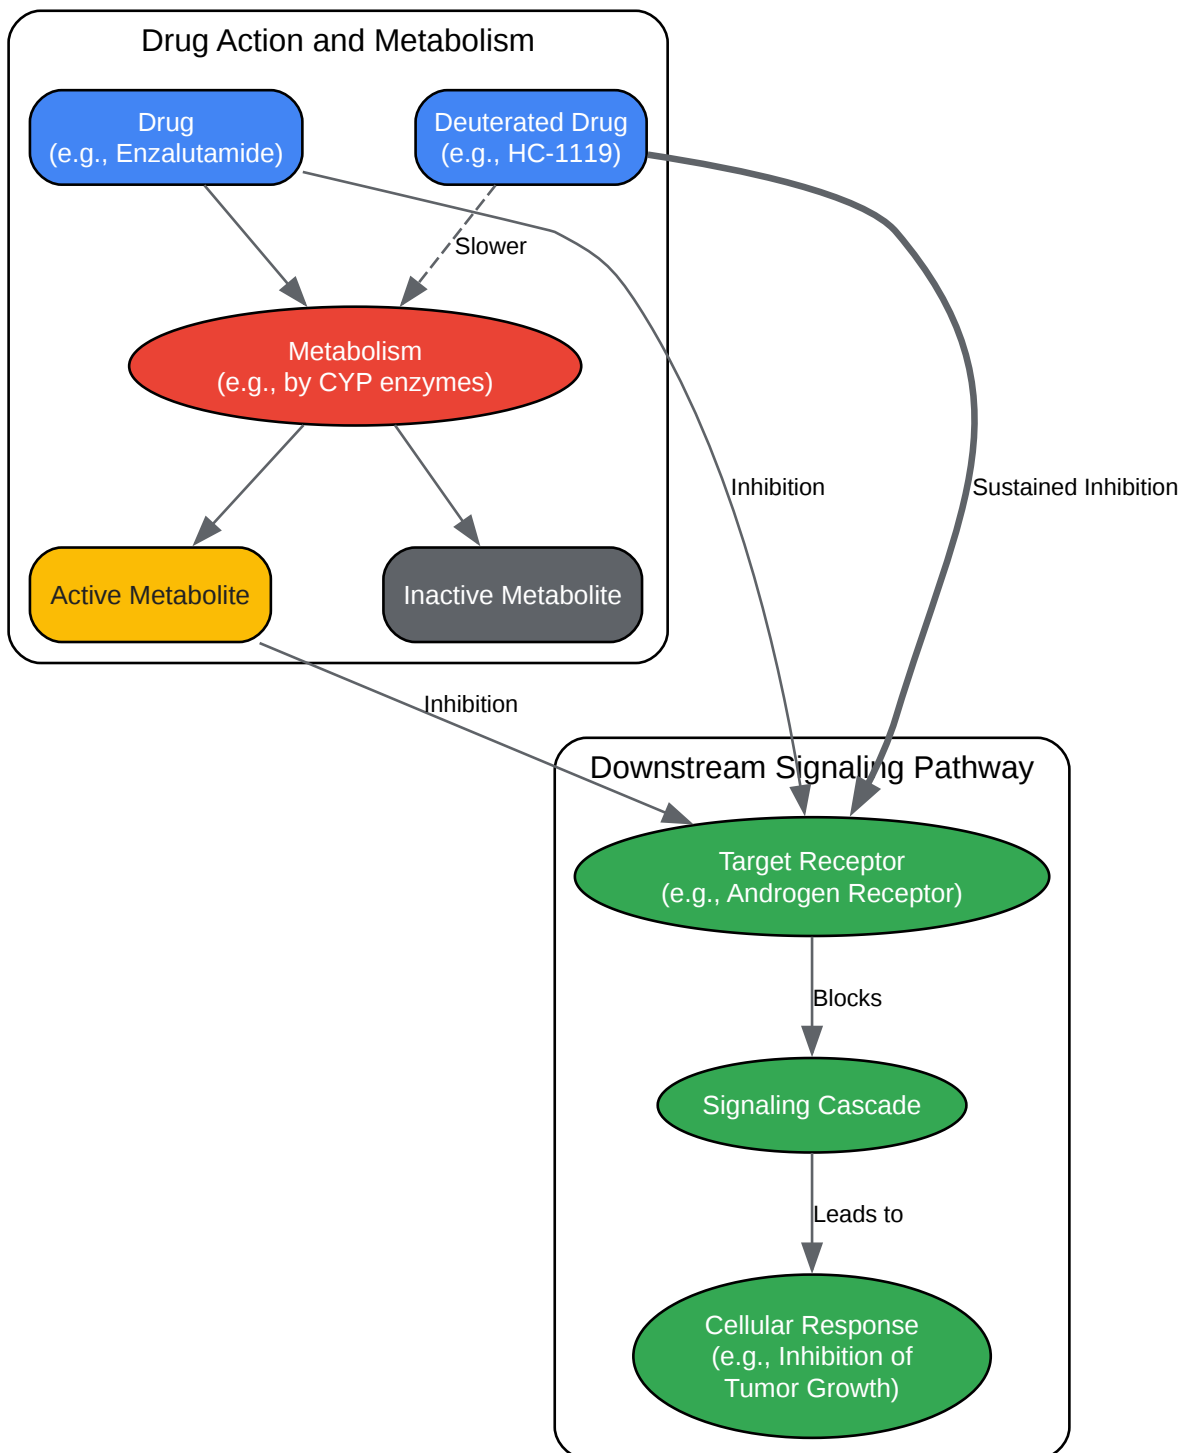 Drug Action and Metabolism
Drug
(e.g., Enzalutamide)
Deuterated Drug
(e.g., HC-1119)
Slower
Metabolism
(e.g., by CYP enzymes)
Inhibition
Sustained Inhibition
Active Metabolite
Inactive Metabolite
Inhibition
Downstream Signaling Pathway
Target Receptor
(e.g., Androgen Receptor)
Blocks
Signaling Cascade
Leads to
Cellular Response
(e.g., Inhibition of
Tumor Growth)